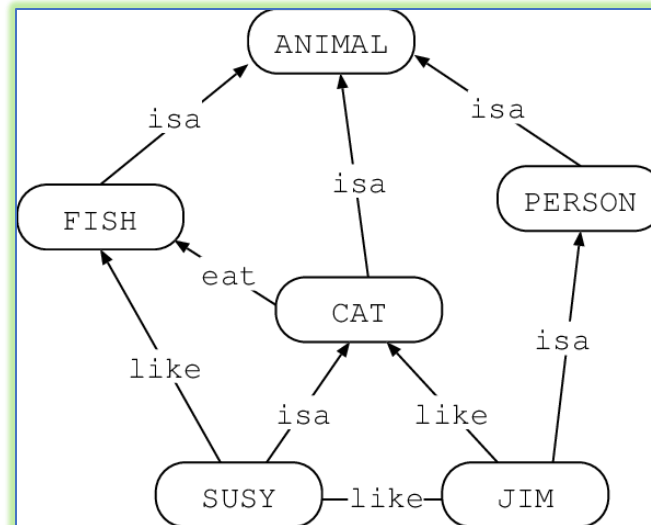 ANIMAL
isa
isa
isa
FISH
PERSON
eat
CAT
like
isa
like
isa
SUSY
like
JIM